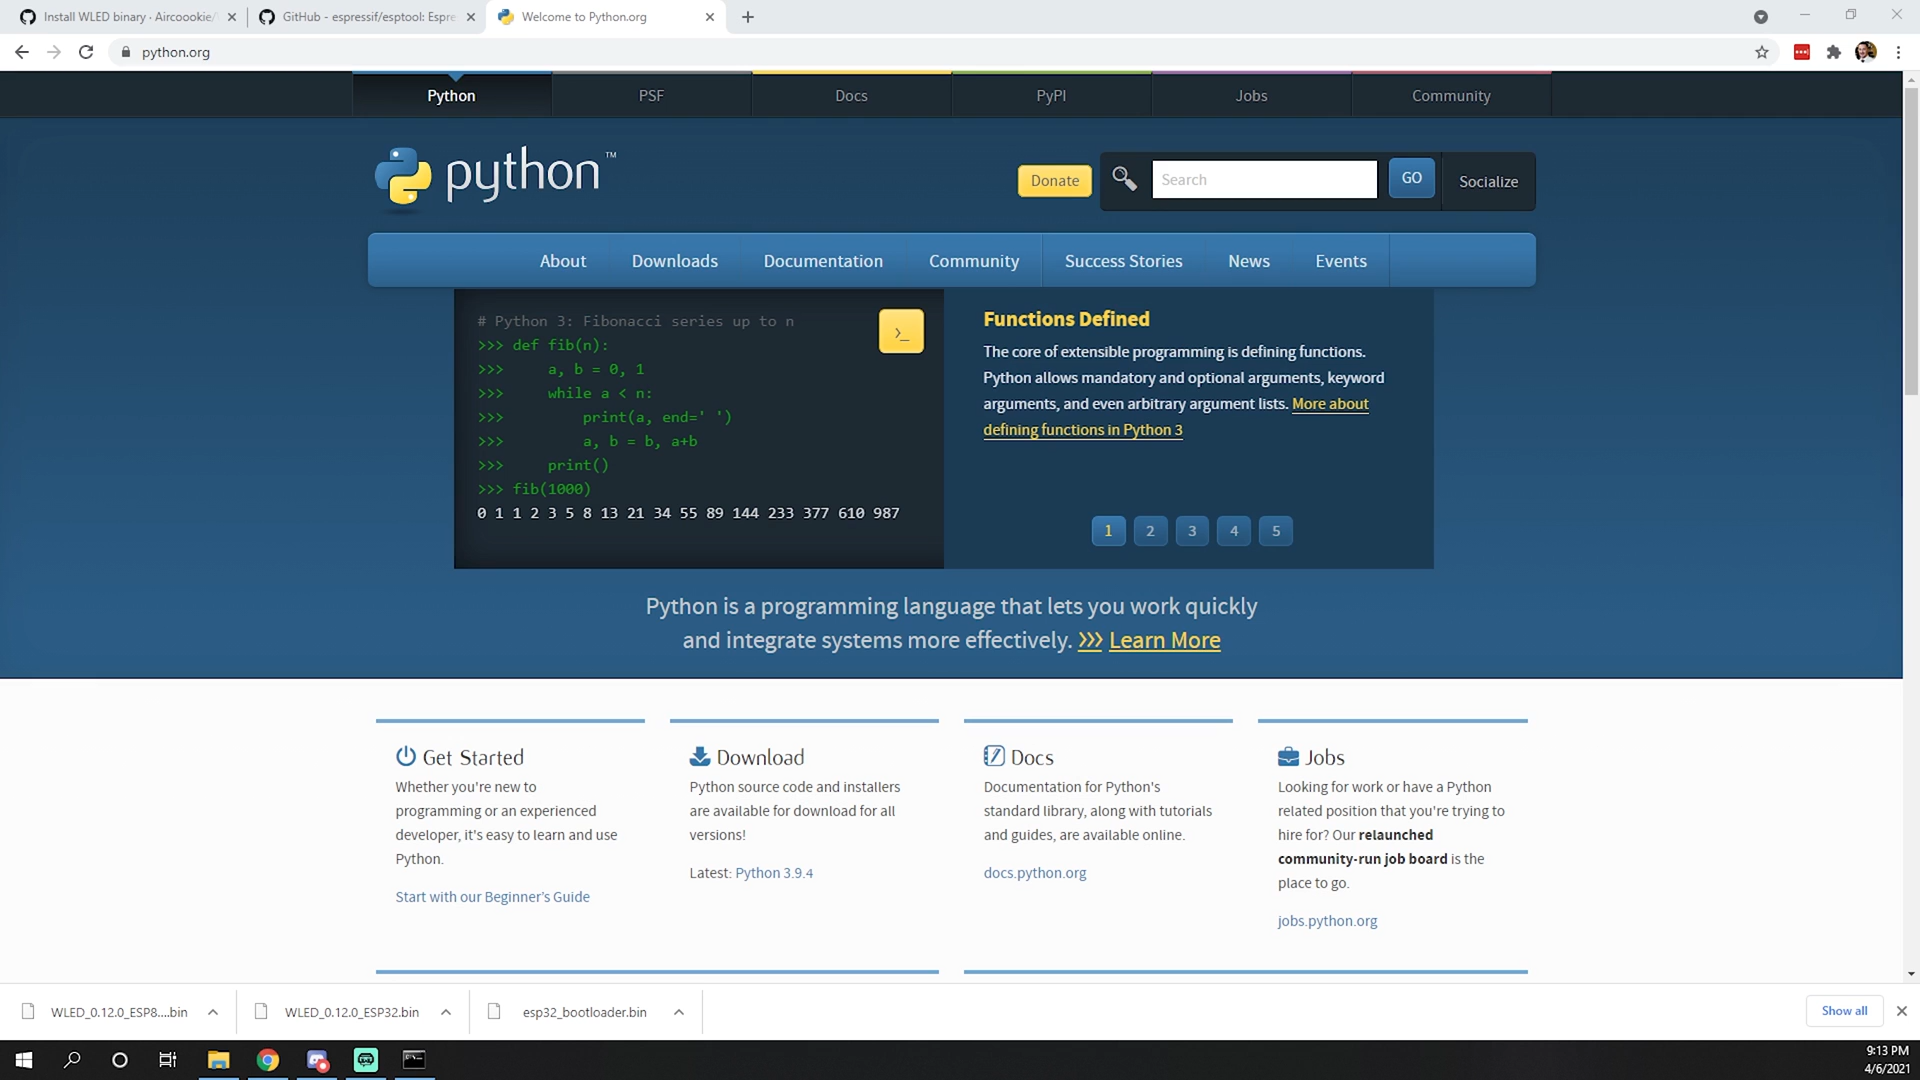 Install WLED binary · Aircoookie/
GitHub - espressif/esptool: Espre
Welcome to Python.org
python.org
Python
PSF
Docs
PyPI
Jobs
Community
python™
Donate
Search
GO
Socialize
About
Downloads
Documentation
Community
Success Stories
News
Events
# Python 3: Fibonacci series up to n
>>> def fib(n):
>>>     a, b = 0, 1
>>>     while a < n:
>>>         print(a, end=' ')
>>>         a, b = b, a+b
>>>     print()
>>> fib(1000)
0 1 1 2 3 5 8 13 21 34 55 89 144 233 377 610 987
>_
Functions Defined
The core of extensible programming is defining functions.
Python allows mandatory and optional arguments, keyword
arguments, and even arbitrary argument lists. More about
defining functions in Python 3
1 2 3 4 5
Python is a programming language that lets you work quickly
and integrate systems more effectively. >>> Learn More
Get Started
Whether you're new to
programming or an experienced
developer, it's easy to learn and use
Python.
Start with our Beginner's Guide
Download
Python source code and installers
are available for download for all
versions!
Latest: Python 3.9.4
Docs
Documentation for Python's
standard library, along with tutorials
and guides, are available online.
docs.python.org
Jobs
Looking for work or have a Python
related position that you're trying to
hire for? Our relaunched
community-run job board is the
place to go.
jobs.python.org
WLED_0.12.0_ESP8....bin
WLED_0.12.0_ESP32.bin
esp32_bootloader.bin
Show all
9:13 PM
4/6/2021